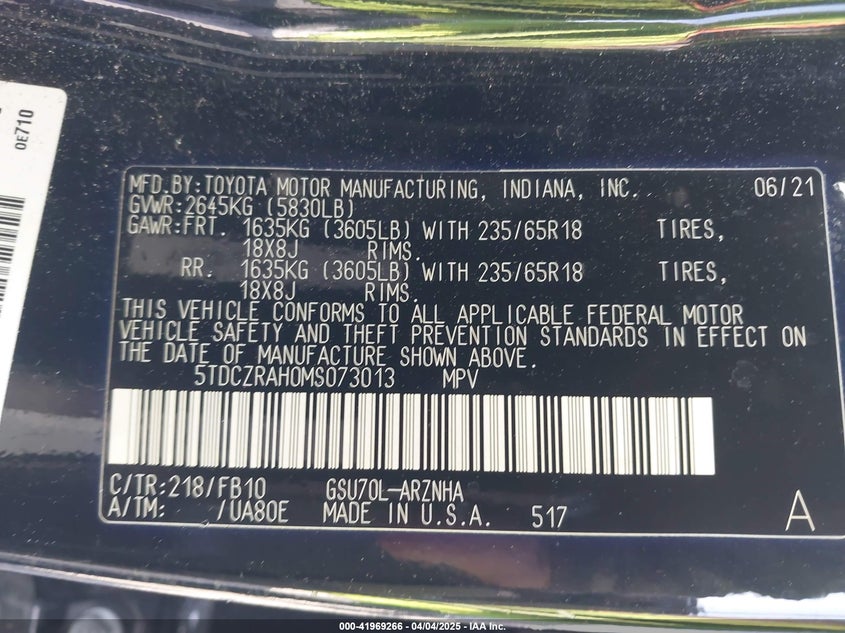 0E710
MFD.BY:TOYOTA MOTOR MANUFACTURING, INDIANA, INC. 06/21
GVWR:2645KG (5830LB)
GAWR:FRT. 1635KG (3605LB) WITH 235/65R18 TIRES,
18X8J RIMS.
RR. 1635KG (3605LB) WITH 235/65R18 TIRES,
18X8J RIMS.
THIS VEHICLE CONFORMS TO ALL APPLICABLE FEDERAL MOTOR
VEHICLE SAFETY AND THEFT PREVENTION STANDARDS IN EFFECT ON
THE DATE OF MANUFACTURE SHOWN ABOVE.
5TDCZRAH0MS073013 MPV
C/TR:218/FB10 GSU70L-ARZNHA
A/TM: /UA80E MADE IN U.S.A. 517 A
000-41969266 - 04/04/2025 - IAA Inc.